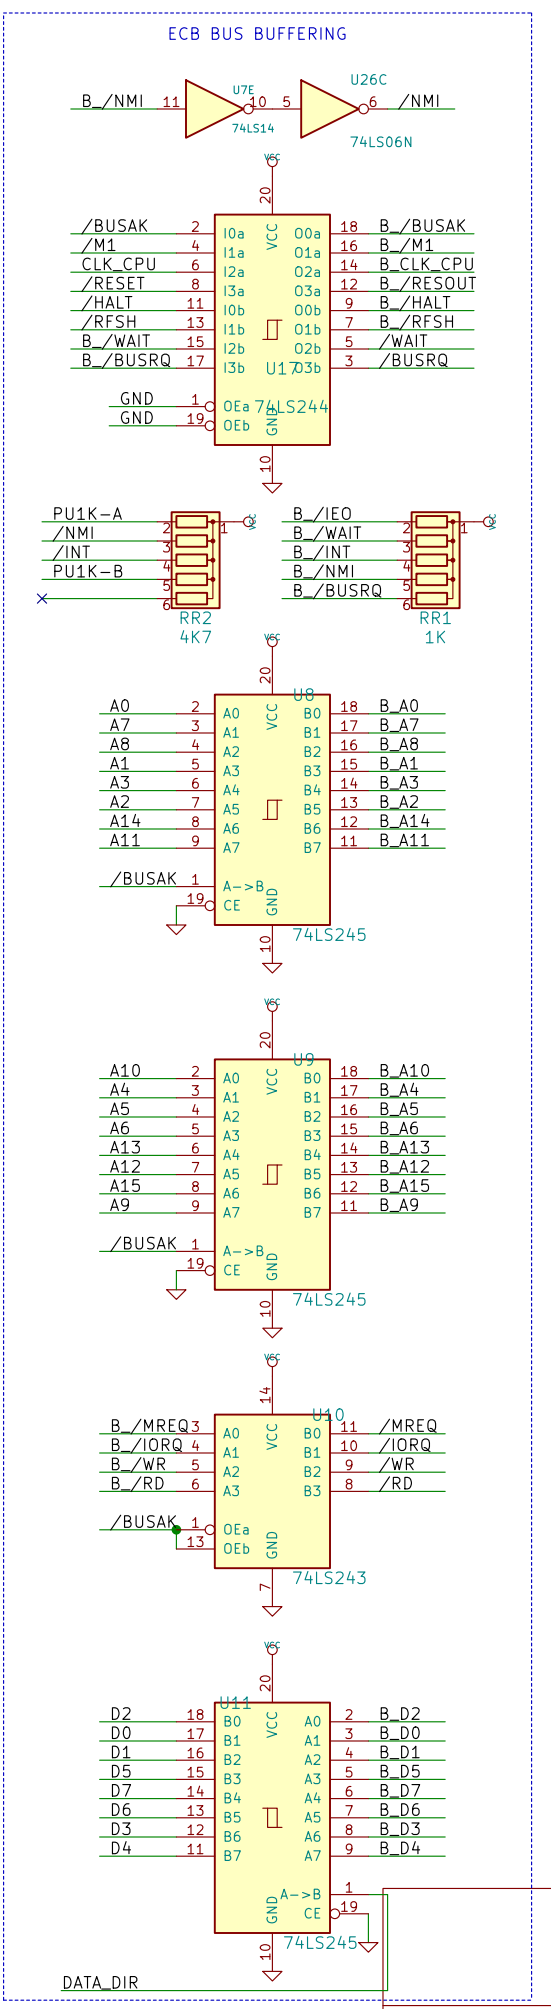 ECB BUS BUFFERING
U7E U26C
B_/NMI 11 10 5 6 /NMI
74LS14 74LS06N
VCC
20
/BUSAK 2 I0a VCC O0a 18 B_/BUSAK
/M1 4 I1a O1a 16 B_/M1
CLK_CPU 6 I2a O2a 14 B_CLK_CPU
/RESET 8 I3a O3a 12 B_/RESOUT
/HALT 11 I0b O0b 9 B_/HALT
/RFSH 13 I1b O1b 7 B_/RFSH
B_/WAIT 15 I2b O2b 5 /WAIT
B_/BUSRQ 17 I3b U17 O3b 3 /BUSRQ
GND 1 OEa 74LS244
GND 19 OEb GND
10
PU1K-A 2 1 VCC B_/IEO 2 1 VCC
/NMI 3 B_/WAIT 3
/INT 4 B_/INT 4
PU1K-B 5 B_/NMI 5
6 B_/BUSRQ 6
RR2 RR1
4K7 1K
VCC
20
U8
A0 2 A0 VCC B0 18 B_A0
A7 3 A1 B1 17 B_A7
A8 4 A2 B2 16 B_A8
A1 5 A3 B3 15 B_A1
A3 6 A4 B4 14 B_A3
A2 7 A5 B5 13 B_A2
A14 8 A6 B6 12 B_A14
A11 9 A7 B7 11 B_A11
/BUSAK 1 A->B
19 CE GND
10 74LS245
VCC
20
U9
A10 2 A0 VCC B0 18 B_A10
A4 3 A1 B1 17 B_A4
A5 4 A2 B2 16 B_A5
A6 5 A3 B3 15 B_A6
A13 6 A4 B4 14 B_A13
A12 7 A5 B5 13 B_A12
A15 8 A6 B6 12 B_A15
A9 9 A7 B7 11 B_A9
/BUSAK 1 A->B
19 CE GND
10 74LS245
VCC
14
U10
B_/MREQ 3 A0 VCC B0 11 /MREQ
B_/IORQ 4 A1 B1 10 /IORQ
B_/WR 5 A2 B2 9 /WR
B_/RD 6 A3 B3 8 /RD
/BUSAK 1 OEa
13 OEb GND
7 74LS243
VCC
20
U11
D2 18 B0 VCC A0 2 B_D2
D0 17 B1 A1 3 B_D0
D1 16 B2 A2 4 B_D1
D5 15 B3 A3 5 B_D5
D7 14 B4 A4 6 B_D7
D6 13 B5 A5 7 B_D6
D3 12 B6 A6 8 B_D3
D4 11 B7 A7 9 B_D4
A->B 1
GND CE 19
10 74LS245
DATA_DIR